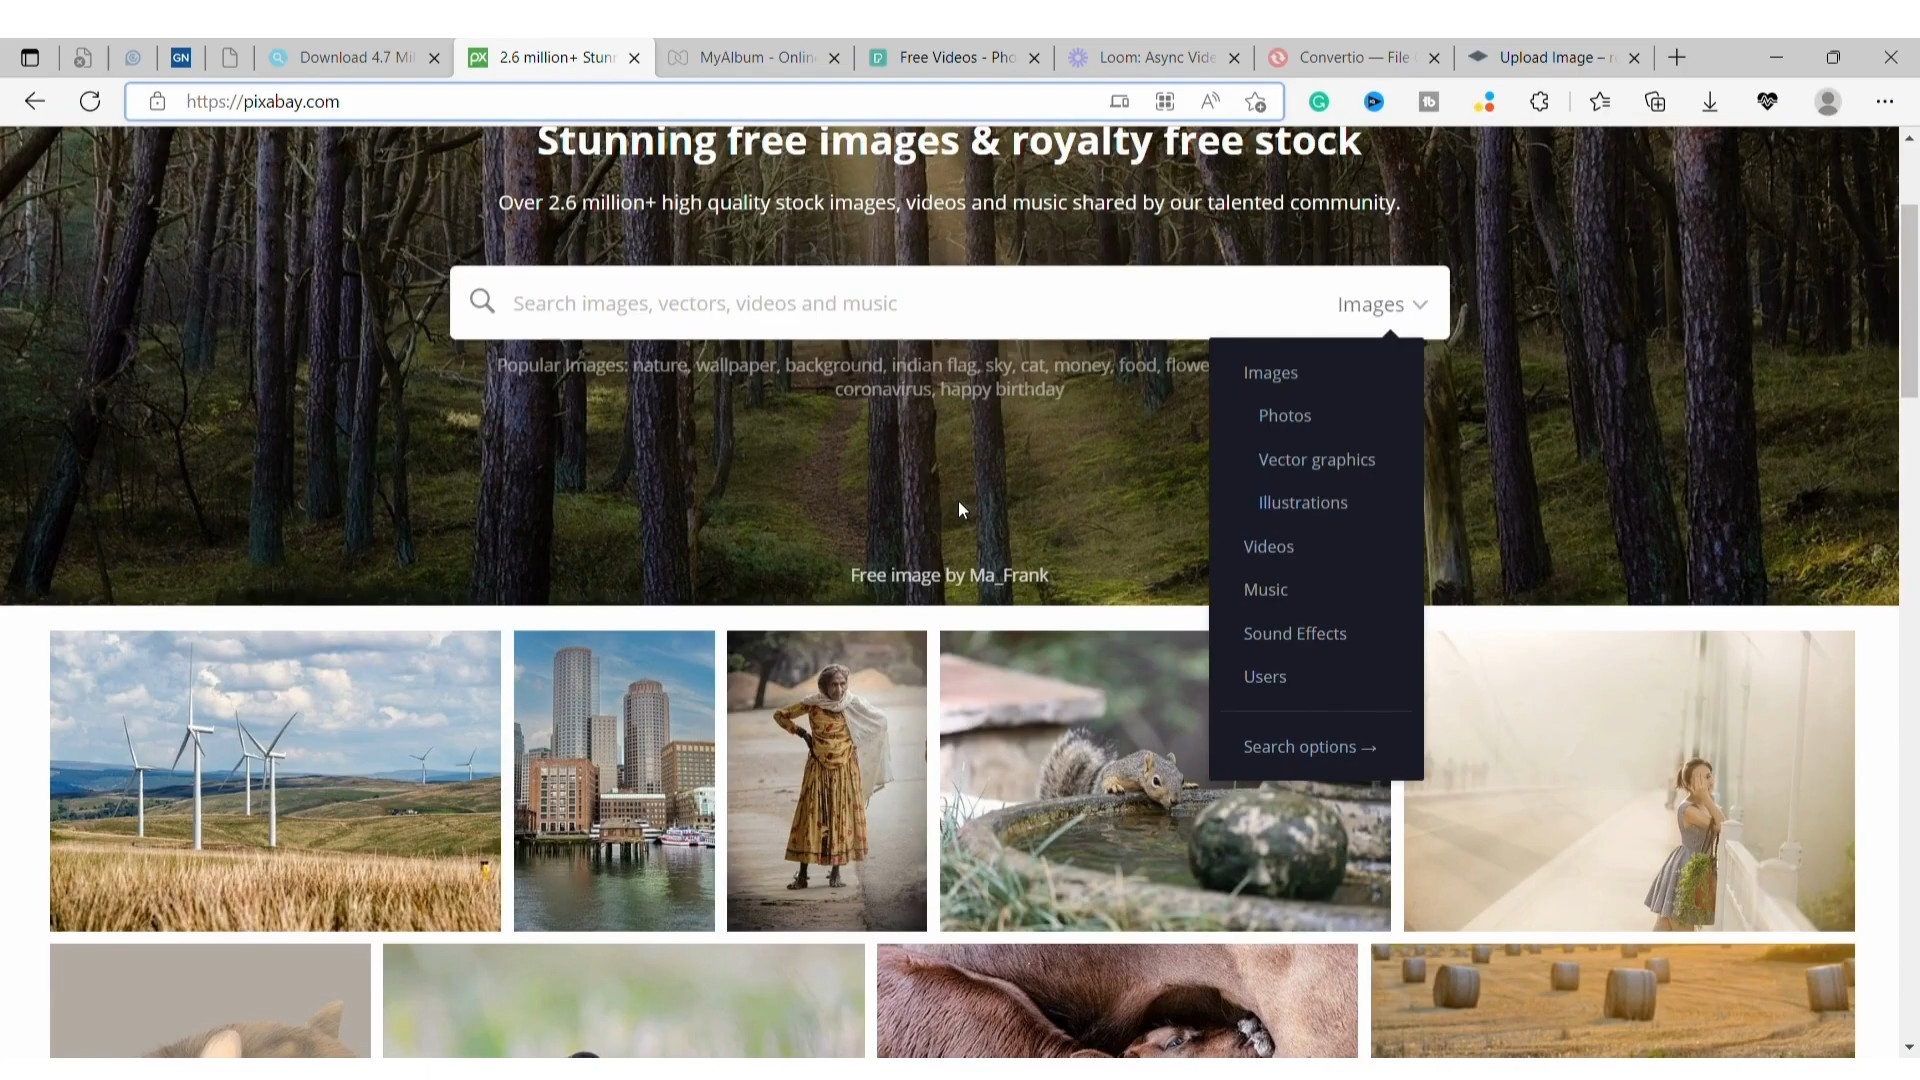 GN
Download 4.7 Mi
px
2.6 million+ Stun
MyAlbum - Onlin
Free Videos - Pho
Loom: Async Vide
Convertio — File
Upload Image –
https://pixabay.com
Stunning free images & royalty free stock
Over 2.6 million+ high quality stock images, videos and music shared by our talented community.
Search images, vectors, videos and music
Images
Popular Images: nature, wallpaper, background, indian flag, sky, cat, money, food, flowe
coronavirus, happy birthday
Images
Photos
Vector graphics
Illustrations
Videos
Music
Sound Effects
Users
Search options →
Free image by Ma_Frank